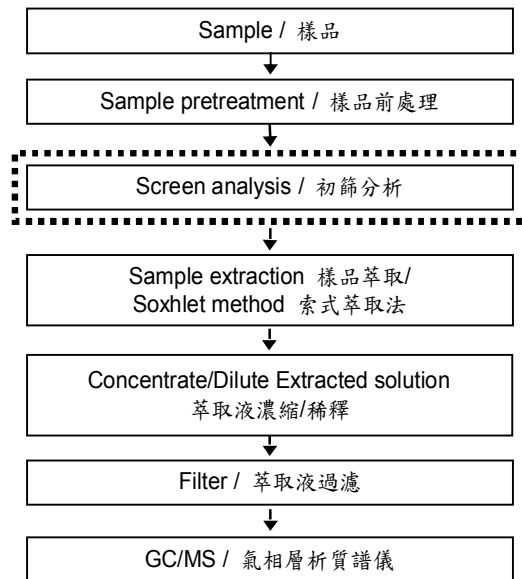 Sample / 樣品
Sample pretreatment / 樣品前處理
Screen analysis / 初篩分析
Sample extraction 樣品萃取/
Soxhlet method 索式萃取法
Concentrate/Dilute Extracted solution
萃取液濃縮/稀釋
Filter / 萃取液過濾
GC/MS / 氣相層析質譜儀